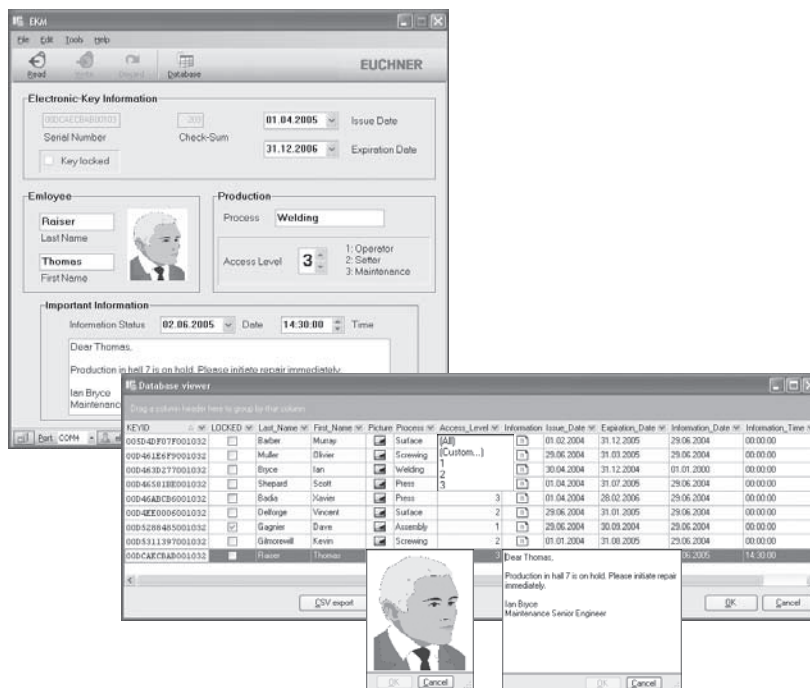 EKM
File Edit Tools Help
Read Write Discard Database
EUCHNER
Electronic-Key Information
Serial Number
Check-Sum
01.04.2005 Issue Date
31.12.2006 Expiration Date
Key locked
Emloyee
Raiser
Last Name
Thomas
First Name
Production
Process Welding
Access Level 3
1: Operator
2: Setter
3: Maintenance
Important Information
Information Status 02.06.2005 Date 14:30:00 Time
Dear Thomas,
Production in hall 7 is on hold. Please initiate repair immediately.
Ian Bryce
Maintenance
Port: COM4
Database viewer
Drag a column header here to group by that column
KEYID LOCKED Last_Name First_Name Picture Process Access_Level Information Issue_Date Expiration_Date Information_Date Information_Time
(All)
(Custom...)
1
2
3
Barber Murray Surface 01.02.2004 31.12.2005 29.06.2004 00:00:00
Muller Olivier Screwing 29.06.2004 31.03.2005 29.06.2004 00:00:00
Bryce Ian Welding 30.04.2004 31.12.2004 01.01.2000 00:00:00
Shepard Scott Press 01.04.2004 31.07.2005 29.06.2004 00:00:00
Badia Xavier Press 3 01.04.2004 28.02.2006 29.06.2004 00:00:00
Delforge Vincent Surface 2 29.06.2004 31.01.2005 29.06.2004 00:00:00
00D5288485001032 Gagnier Dave Assembly 1 29.06.2004 30.09.2004 29.06.2004 00:00:00
00D5311397001032 Gilmorewill Kevin Screwing 2 01.01.2004 31.08.2005 29.06.2004 00:00:00
00DCAECBAB001032 Raiser Thomas 3 14:30:00
Dear Thomas,
Production in hall 7 is on hold. Please initiate repair
immediately.
Ian Bryce
Maintenance Senior Engineer
CSV export OK Cancel
OK Cancel
OK Cancel